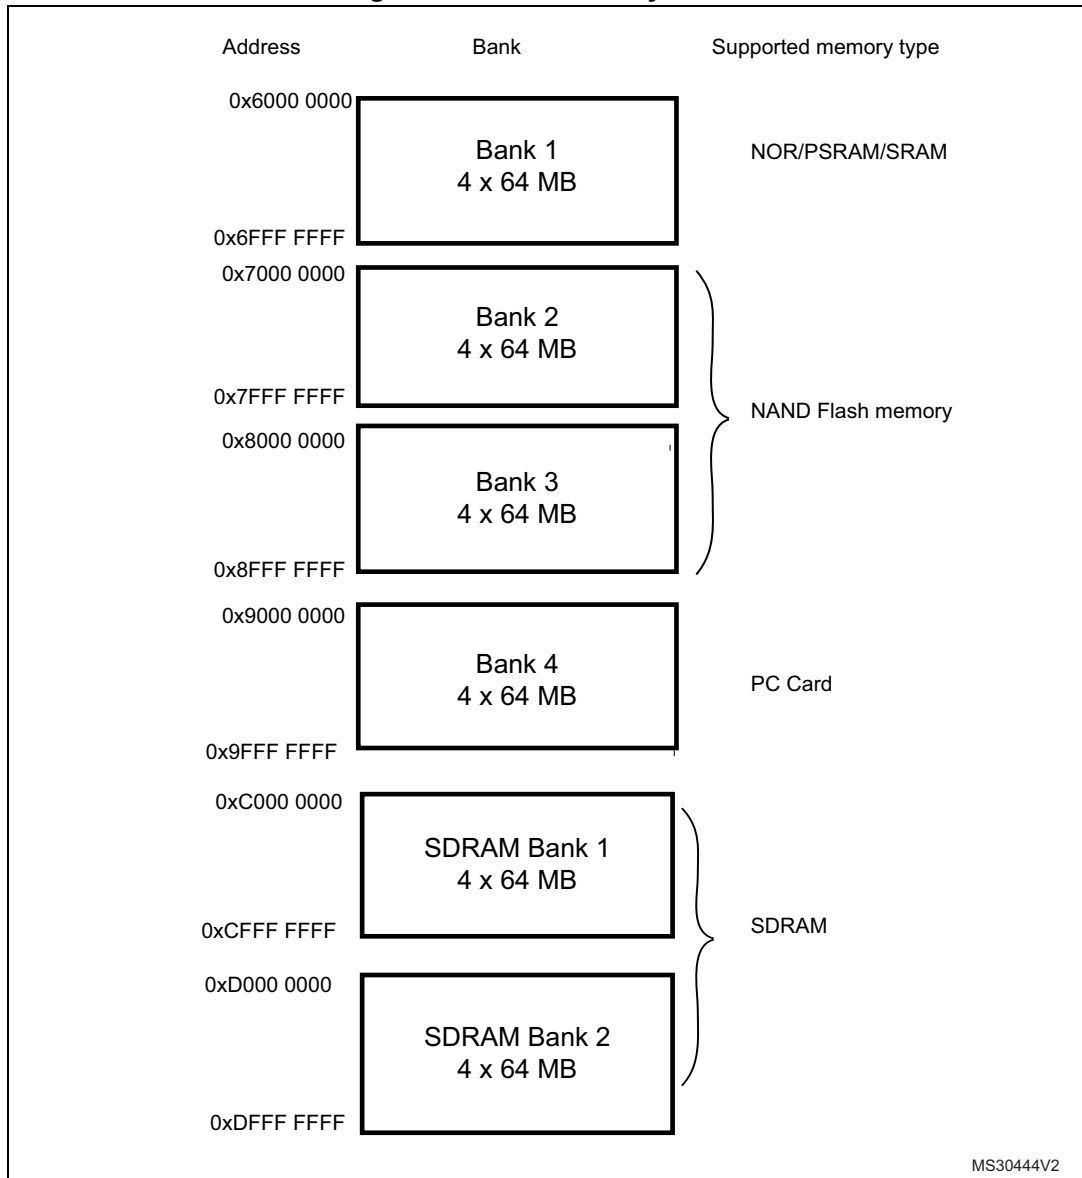 Address Bank Supported memory type
0x6000 0000
Bank 1
4 x 64 MB
NOR/PSRAM/SRAM
0x6FFF FFFF
0x7000 0000
Bank 2
4 x 64 MB
0x7FFF FFFF
NAND Flash memory
0x8000 0000
Bank 3
4 x 64 MB
0x8FFF FFFF
0x9000 0000
Bank 4
4 x 64 MB
PC Card
0x9FFF FFFF
0xC000 0000
SDRAM Bank 1
4 x 64 MB
0xCFFF FFFF
SDRAM
0xD000 0000
SDRAM Bank 2
4 x 64 MB
0xDFFF FFFF
MS30444V2